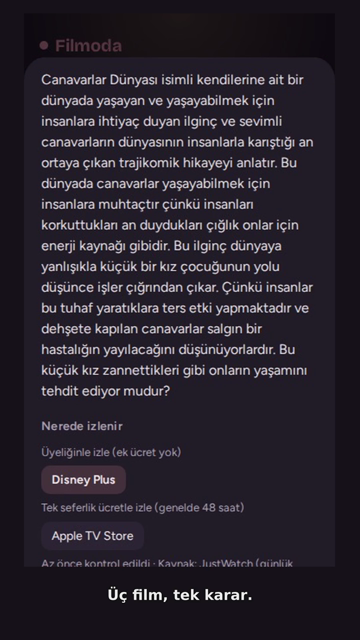 Filmoda
Canavarlar Dünyası isimli kendilerine ait bir
dünyada yaşayan ve yaşayabilmek için
insanlara ihtiyaç duyan ilginç ve sevimli
canavarların dünyasının insanlarla karıştığı an
ortaya çıkan trajikomik hikayeyi anlatır. Bu
dünyada canavarlar yaşayabilmek için
insanlara muhtaçtır çünkü insanları
korkuttukları an duydukları çığlık onlar için
enerji kaynağı gibidir. Bu ilginç dünyaya
yanlışıkla küçük bir kız çocuğunun yolu
düşünce işler çığrından çıkar. Çünkü insanlar
bu tuhaf yaratıklara ters etki yapmaktadır ve
dehşete kapılan canavarlar salgın bir
hastalığın yayılacağını düşünüyorlardır. Bu
küçük kız zannettikleri gibi onların yaşamını
tehdit ediyor mudur?
Nerede izlenir
Üyeliğinle izle (ek ücret yok)
Disney Plus
Tek seferlik ücretle izle (genelde 48 saat)
Apple TV Store
Az önce kontrol edildi · Kaynak: JustWatch (günlük
Üç film, tek karar.